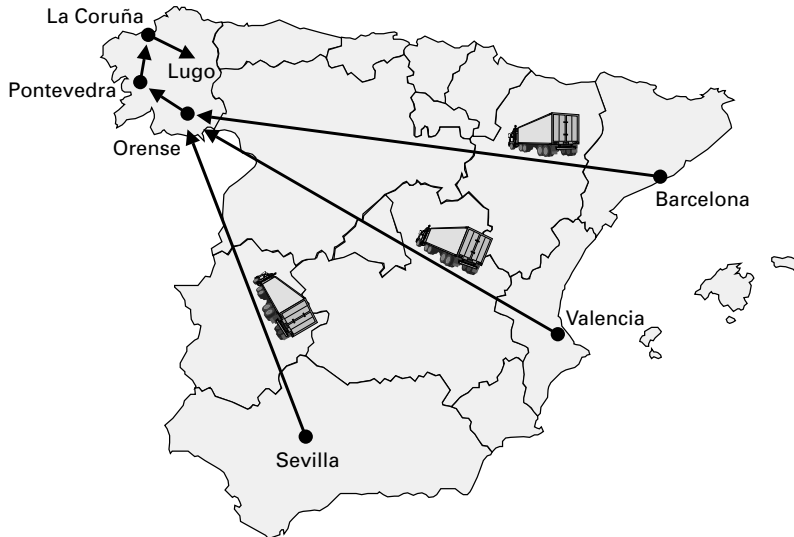 La Coruña
Lugo
Pontevedra
Orense
Barcelona
Valencia
Sevilla